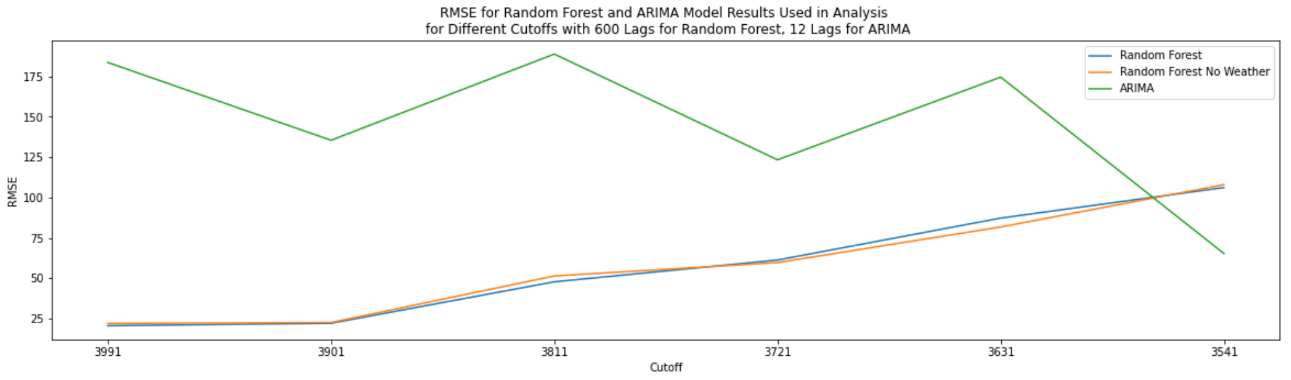 RMSE for Random Forest and ARIMA Model Results Used in Analysis
for Different Cutoffs with 600 Lags for Random Forest, 12 Lags for ARIMA
Random Forest
Random Forest No Weather
ARIMA
175
150
125
100
75
50
25
RMSE
3991 3901 3811 3721 3631 3541
Cutoff